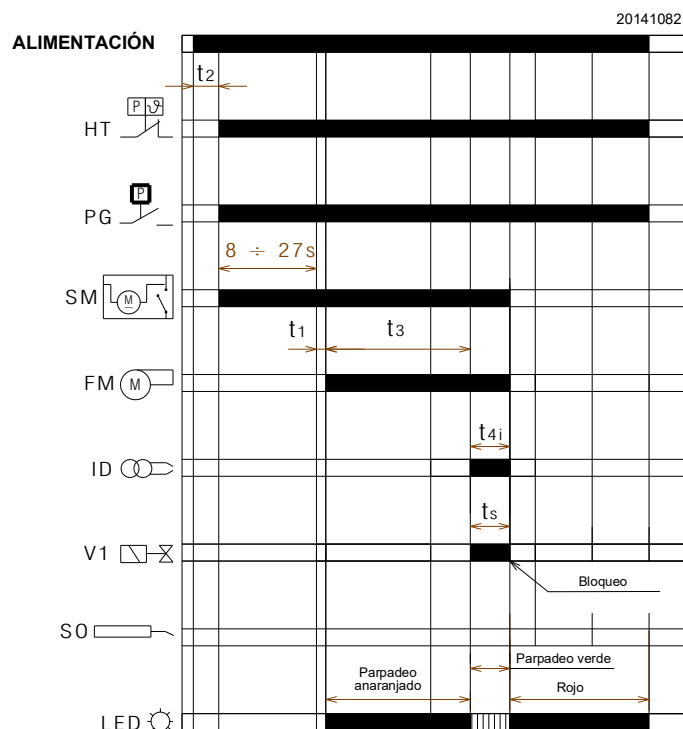 20141082
ALIMENTACIÓN
t2
P ϑ
HT
P
PG
8 ÷ 27s
SM
M
t1 t3
FM M
t4i
ID
ts
V1
Bloqueo
SO
Parpadeo verde
Parpadeo
anaranjado
Rojo
LED